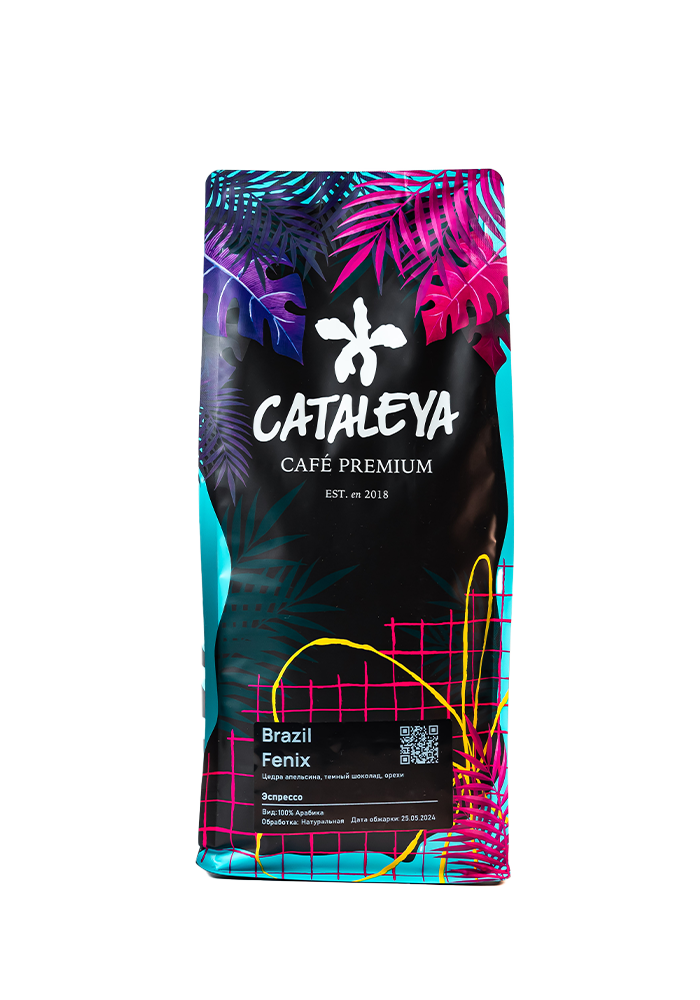 CATALEYA
CAFÉ PREMIUM
EST. en 2018
Brazil
Fenix
Цедра апельсина, темный шоколад, орехи
Эспрессо
Вид:100% Арабика
Обработка: Натуральная Дата обжарки: 25.05.2024